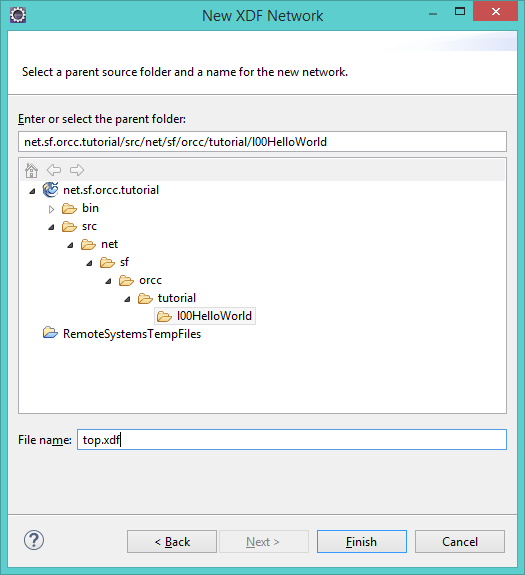 New XDF Network
Select a parent source folder and a name for the new network.
Enter or select the parent folder:
net.sf.orcc.tutorial/src/net/sf/orcc/tutorial/I00HelloWorld
net.sf.orcc.tutorial
bin
src
net
sf
orcc
tutorial
I00HelloWorld
RemoteSystemsTempFiles
File name: top.xdf
< Back Next > Finish Cancel